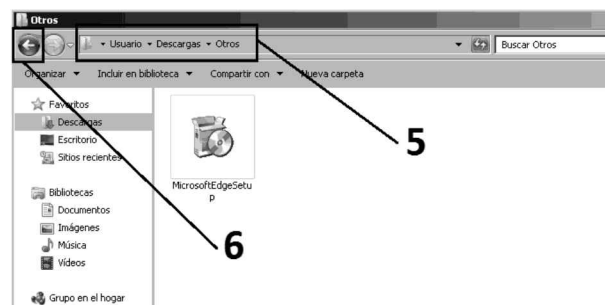 Otros
Usuario Descargas Otros
Buscar Otros
Organizar Incluir en biblioteca Compartir con Nueva carpeta
Favoritos
Descargas
Escritorio
Sitios recientes
Bibliotecas
Documentos
Imágenes
Música
Vídeos
Grupo en el hogar
MicrosoftEdgeSetu
p
5
6